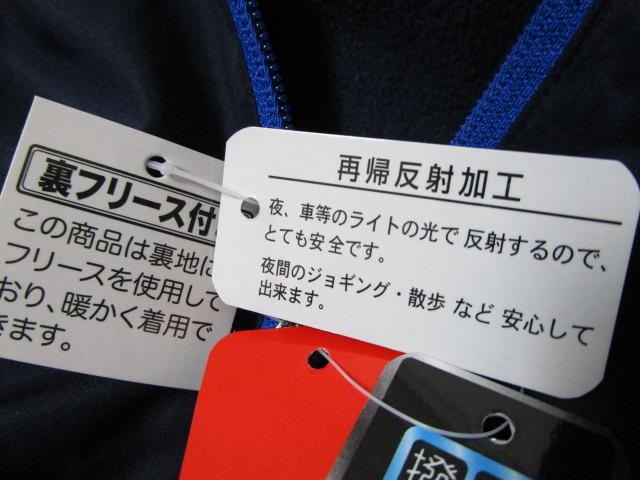 裏フリース付
この商品は裏地に
フリースを使用して
おり、暖かく着用で
きます。
再帰反射加工
夜、車等のライトの光で反射するので、
とても安全です。
夜間のジョギング・散歩 など 安心して
出来ます。
撥